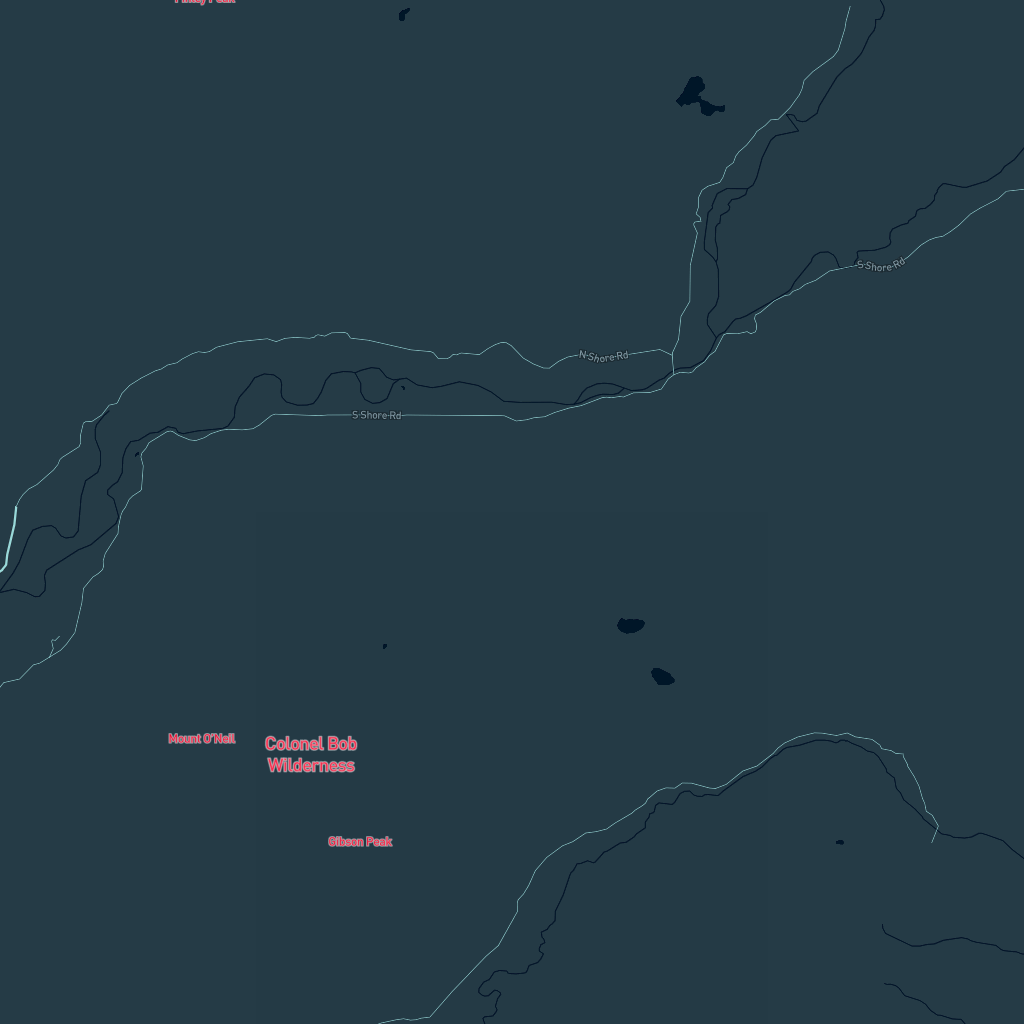 N Shore Rd
S Shore Rd
S Shore Rd
Mount O'Neil
Colonel Bob
Wilderness
Gibson Peak